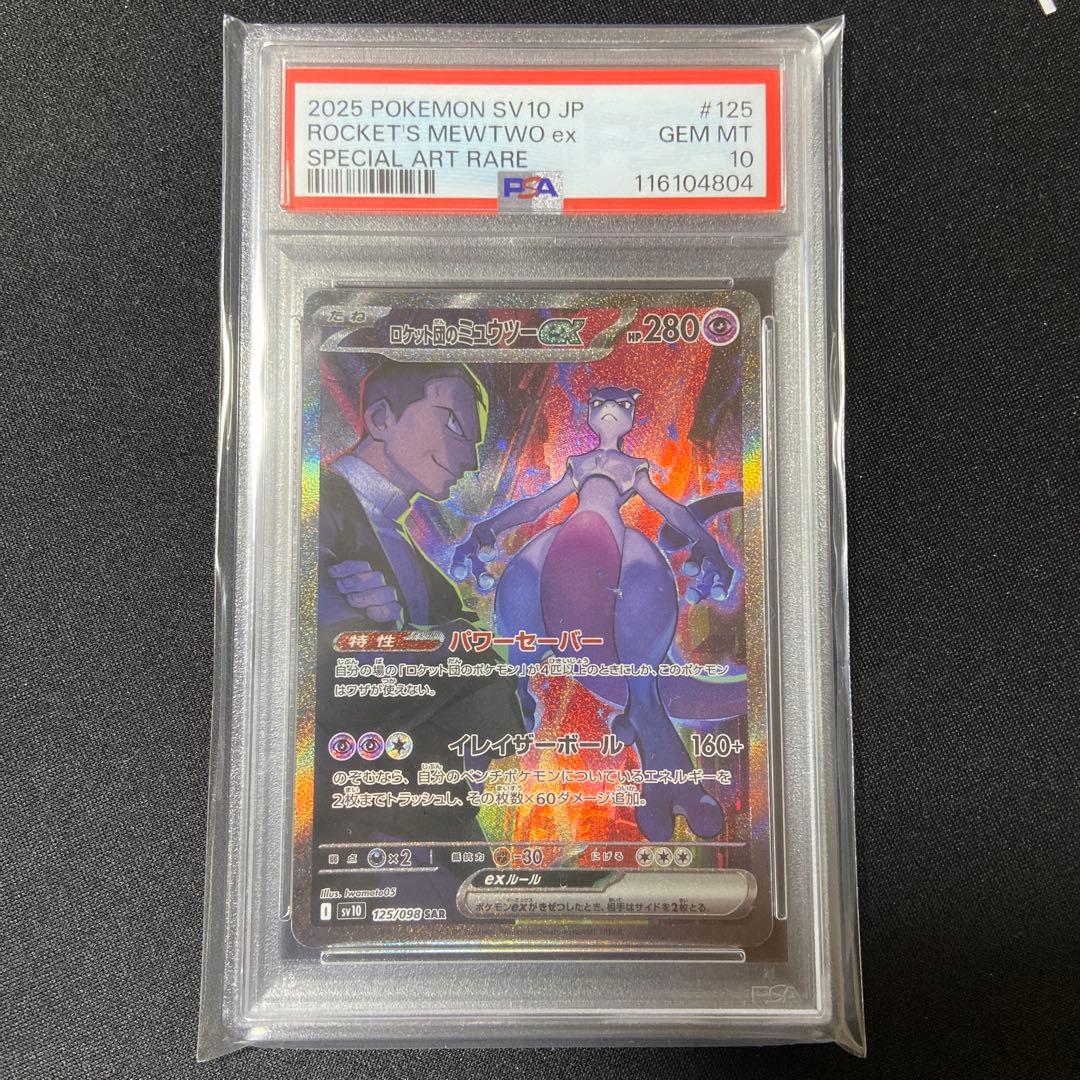 2025 POKEMON SV10 JP #125
ROCKET'S MEWTWO ex GEM MT
SPECIAL ART RARE 10
PSA 116104804
たね ロケット団のミュウツーex HP280
特性 パワーセーバー
自分の場の「ロケット団のポケモン」が4匹以上のときにしか、このポケモン
はワザが使えない。
イレイザーボール 160+
のぞむなら、自分のベンチポケモンについているエネルギーを
2枚までトラッシュし、その枚数×60ダメージ追加。
弱点 ×2 抵抗力 -30 にげる
exルール
ポケモンexがきぜつしたとき、相手はサイドを2枚とる。
Illus. Iwamoto05
I sv10 125/098 SAR
PSA